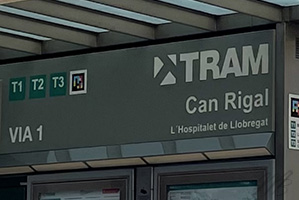 TRAM
T1 T2 T3
Can Rigal
VIA 1
L´Hospitalet de Llobregat